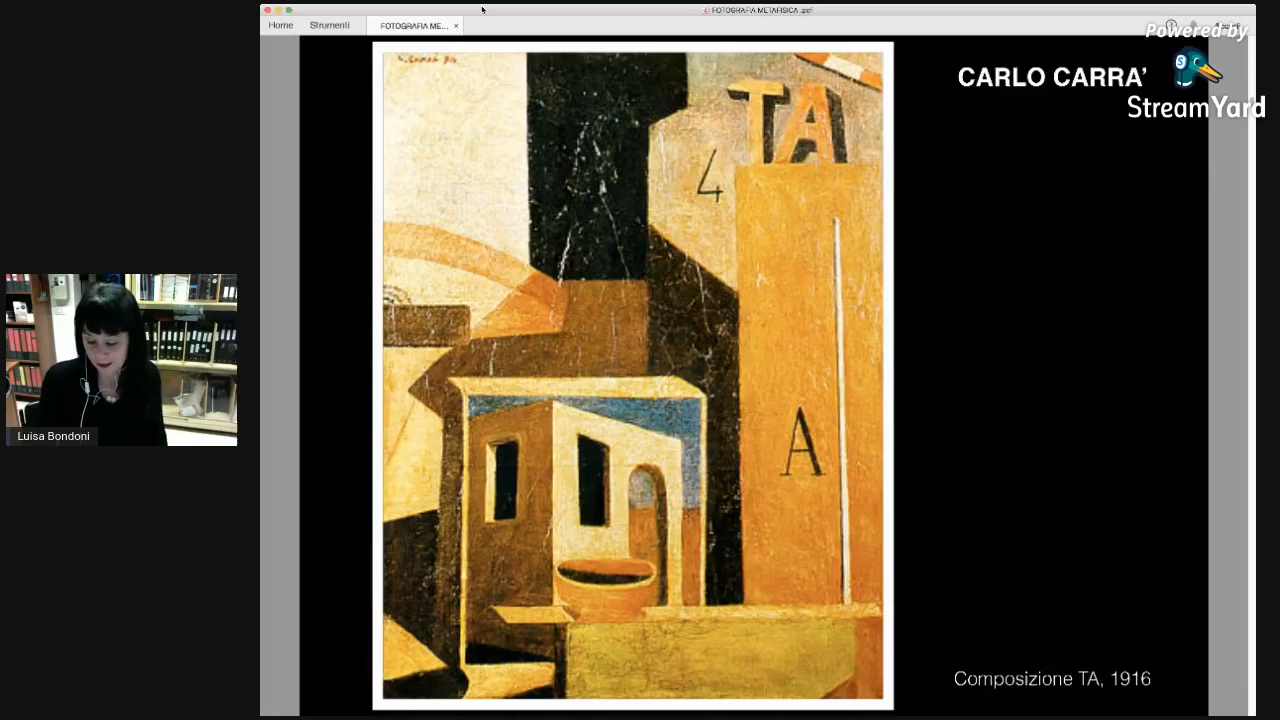 FOTOGRAFIA METAFISICA .pdf
Home
Strumenti
FOTOGRAFIA ME...
Powered by
StreamYard
CARLO CARRA’
TA
4
A
Luisa Bondoni
Composizione TA, 1916